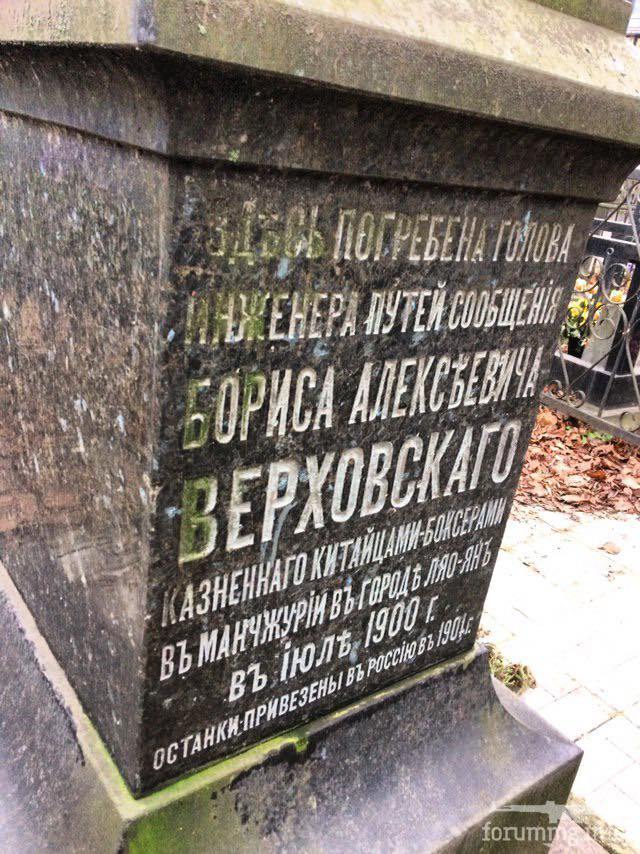 ЗДѢСЬ ПОГРЕБЕНА ГОЛОВА
ИНЖЕНЕРА ПУТЕЙ СООБЩЕНІЯ
БОРИСА АЛЕКСѢЕВИЧА
ВЕРХОВСКАГО
КАЗНЕННАГО КИТАЙЦАМИ-БОКСЕРАМИ
ВЪ МАНЧЖУРІИ ВЪ ГОРОДѢ ЛЯО-ЯНЪ
ВЪ ІЮЛѢ 1900 Г.
ОСТАНКИ ПРИВЕЗЕНЫ ВЪ РОССІЮ ВЪ 1901 Г.